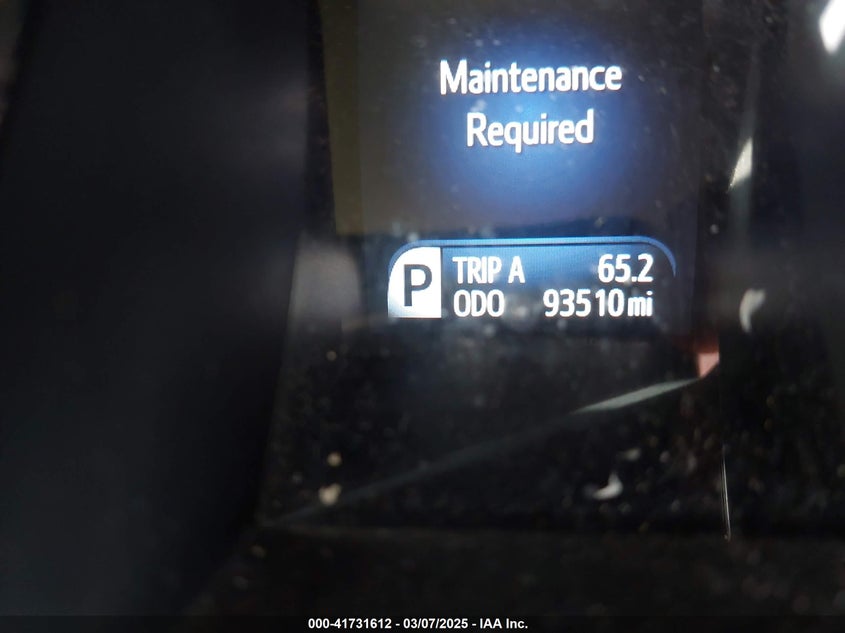 Maintenance
Required
P
TRIP A 65.2
ODO 93510 mi
000-41731612 - 03/07/2025 - IAA Inc.